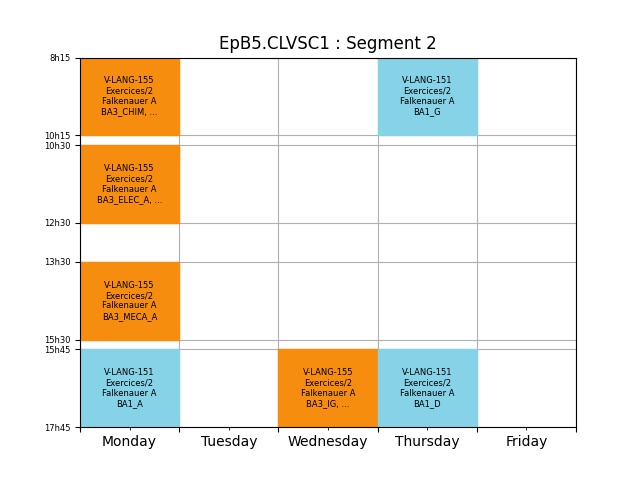 EpB5.CLVSC1 : Segment 2
8h15
V-LANG-155
Exercices/2
Falkenauer A
BA3_CHIM, ...
V-LANG-151
Exercices/2
Falkenauer A
BA1_G
10h15
10h30
V-LANG-155
Exercices/2
Falkenauer A
BA3_ELEC_A, ...
12h30
13h30
V-LANG-155
Exercices/2
Falkenauer A
BA3_MECA_A
15h30
15h45
V-LANG-151
Exercices/2
Falkenauer A
BA1_A
V-LANG-155
Exercices/2
Falkenauer A
BA3_IG, ...
V-LANG-151
Exercices/2
Falkenauer A
BA1_D
17h45
Monday Tuesday Wednesday Thursday Friday